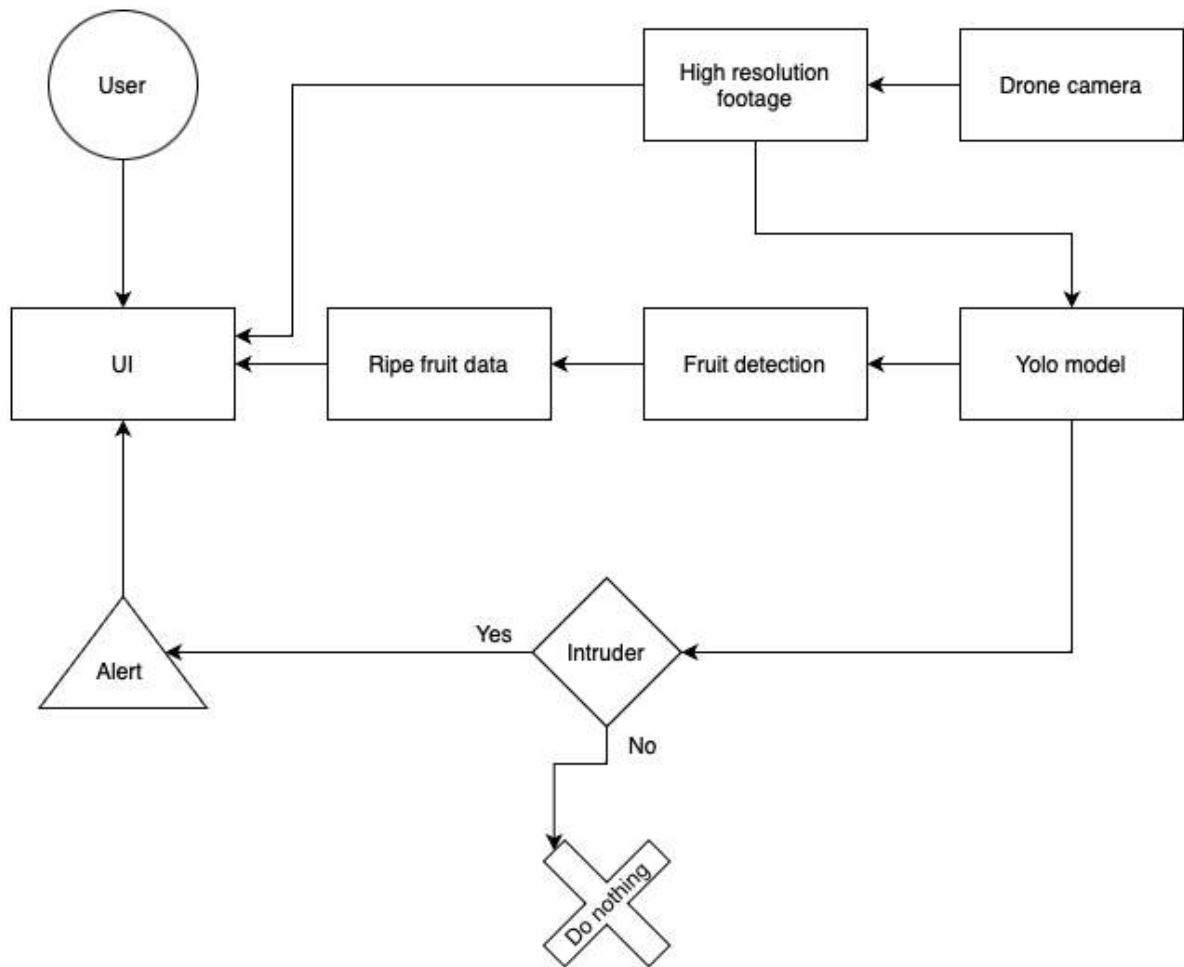 User
High resolution
footage
Drone camera
UI
Ripe fruit data
Fruit detection
Yolo model
Alert
Yes
Intruder
No
Do nothing